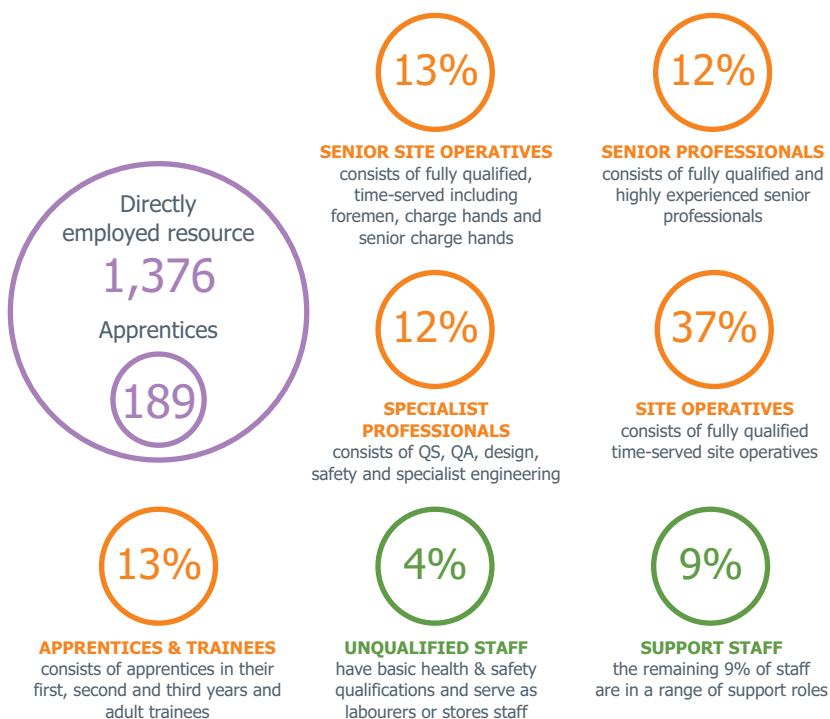 Directly
employed resource
1,376
Apprentices
189
13%
SENIOR SITE OPERATIVES
consists of fully qualified,
time-served including
foremen, charge hands and
senior charge hands
12%
SENIOR PROFESSIONALS
consists of fully qualified and
highly experienced senior
professionals
12%
SPECIALIST
PROFESSIONALS
consists of QS, QA, design,
safety and specialist engineering
37%
SITE OPERATIVES
consists of fully qualified
time-served site operatives
13%
APPRENTICES & TRAINEES
consists of apprentices in their
first, second and third years and
adult trainees
4%
UNQUALIFIED STAFF
have basic health & safety
qualifications and serve as
labourers or stores staff
9%
SUPPORT STAFF
the remaining 9% of staff
are in a range of support roles